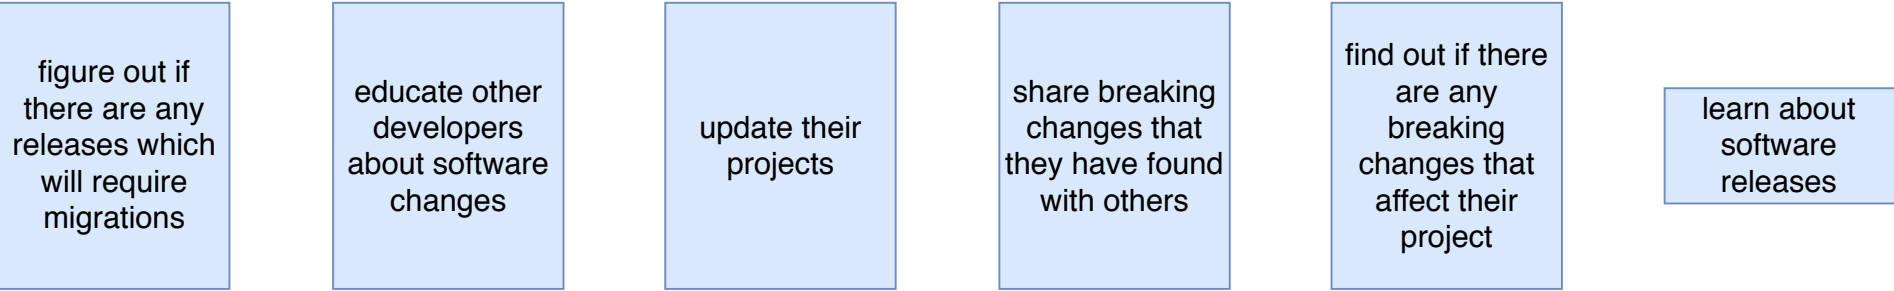 figure out if
there are any
releases which
will require
migrations
educate other
developers
about software
changes
update their
projects
share breaking
changes that
they have found
with others
find out if there
are any
breaking
changes that
affect their
project
learn about
software
releases